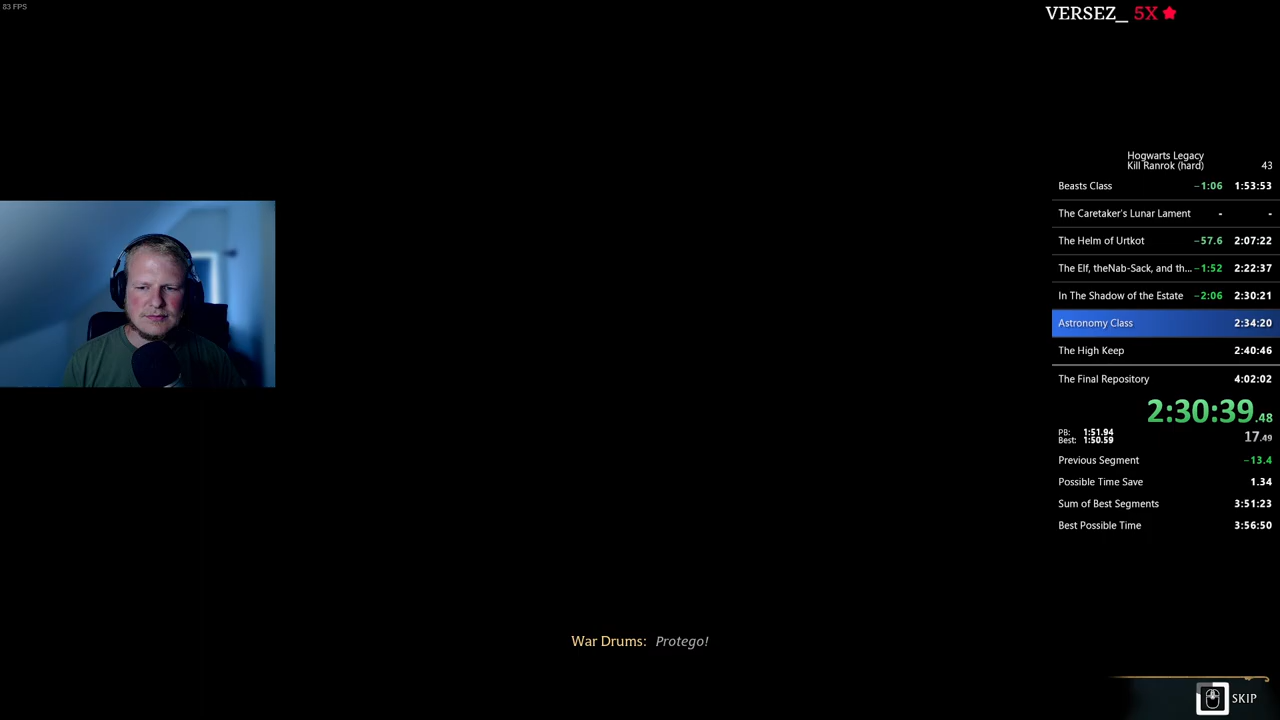 83 FPS
VERSEZ_ 5X
Hogwarts Legacy
Kill Ranrok (hard) 43
Beasts Class −1:06 1:53:53
The Caretaker's Lunar Lament - -
The Helm of Urtkot −57.6 2:07:22
The Elf, theNab-Sack, and th... −1:52 2:22:37
In The Shadow of the Estate −2:06 2:30:21
Astronomy Class 2:34:20
The High Keep 2:40:46
The Final Repository 4:02:02
2:30:39.48
PB: 1:51.94
Best: 1:50.59
17.49
Previous Segment −13.4
Possible Time Save 1.34
Sum of Best Segments 3:51:23
Best Possible Time 3:56:50
War Drums: Protego!
SKIP